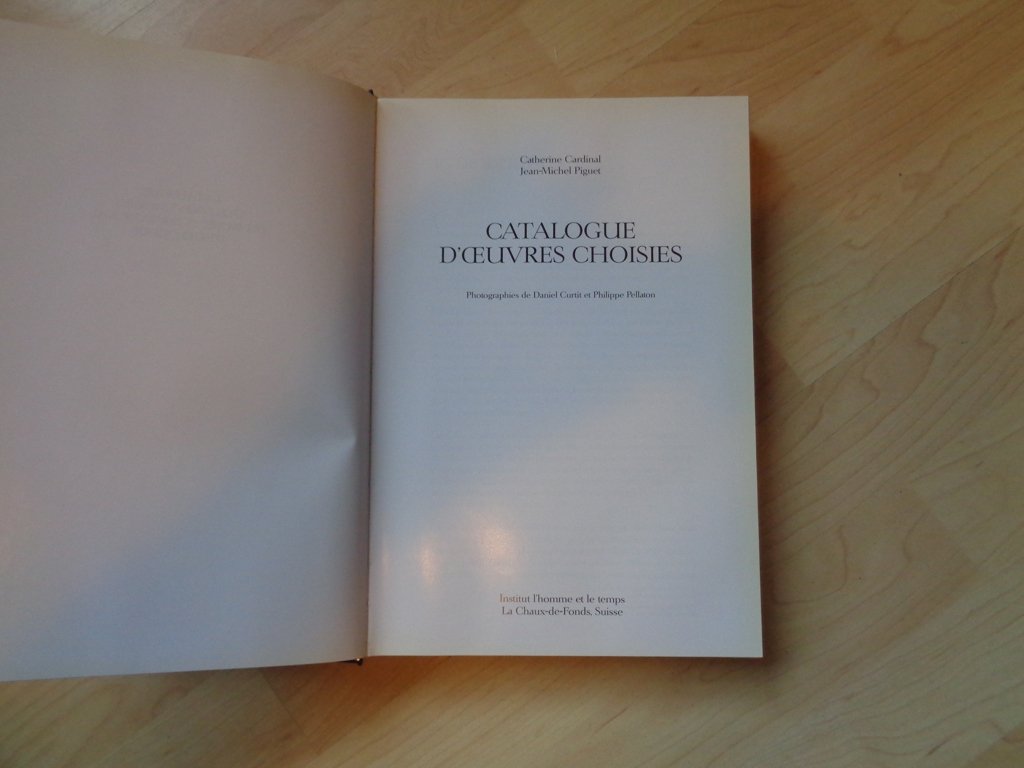 Catherine Cardinal
Jean-Michel Piguet
CATALOGUE
D'ŒUVRES CHOISIES
Photographies de Daniel Curtit et Philippe Pellaton
Institut l'homme et le temps
La Chaux-de-Fonds, Suisse